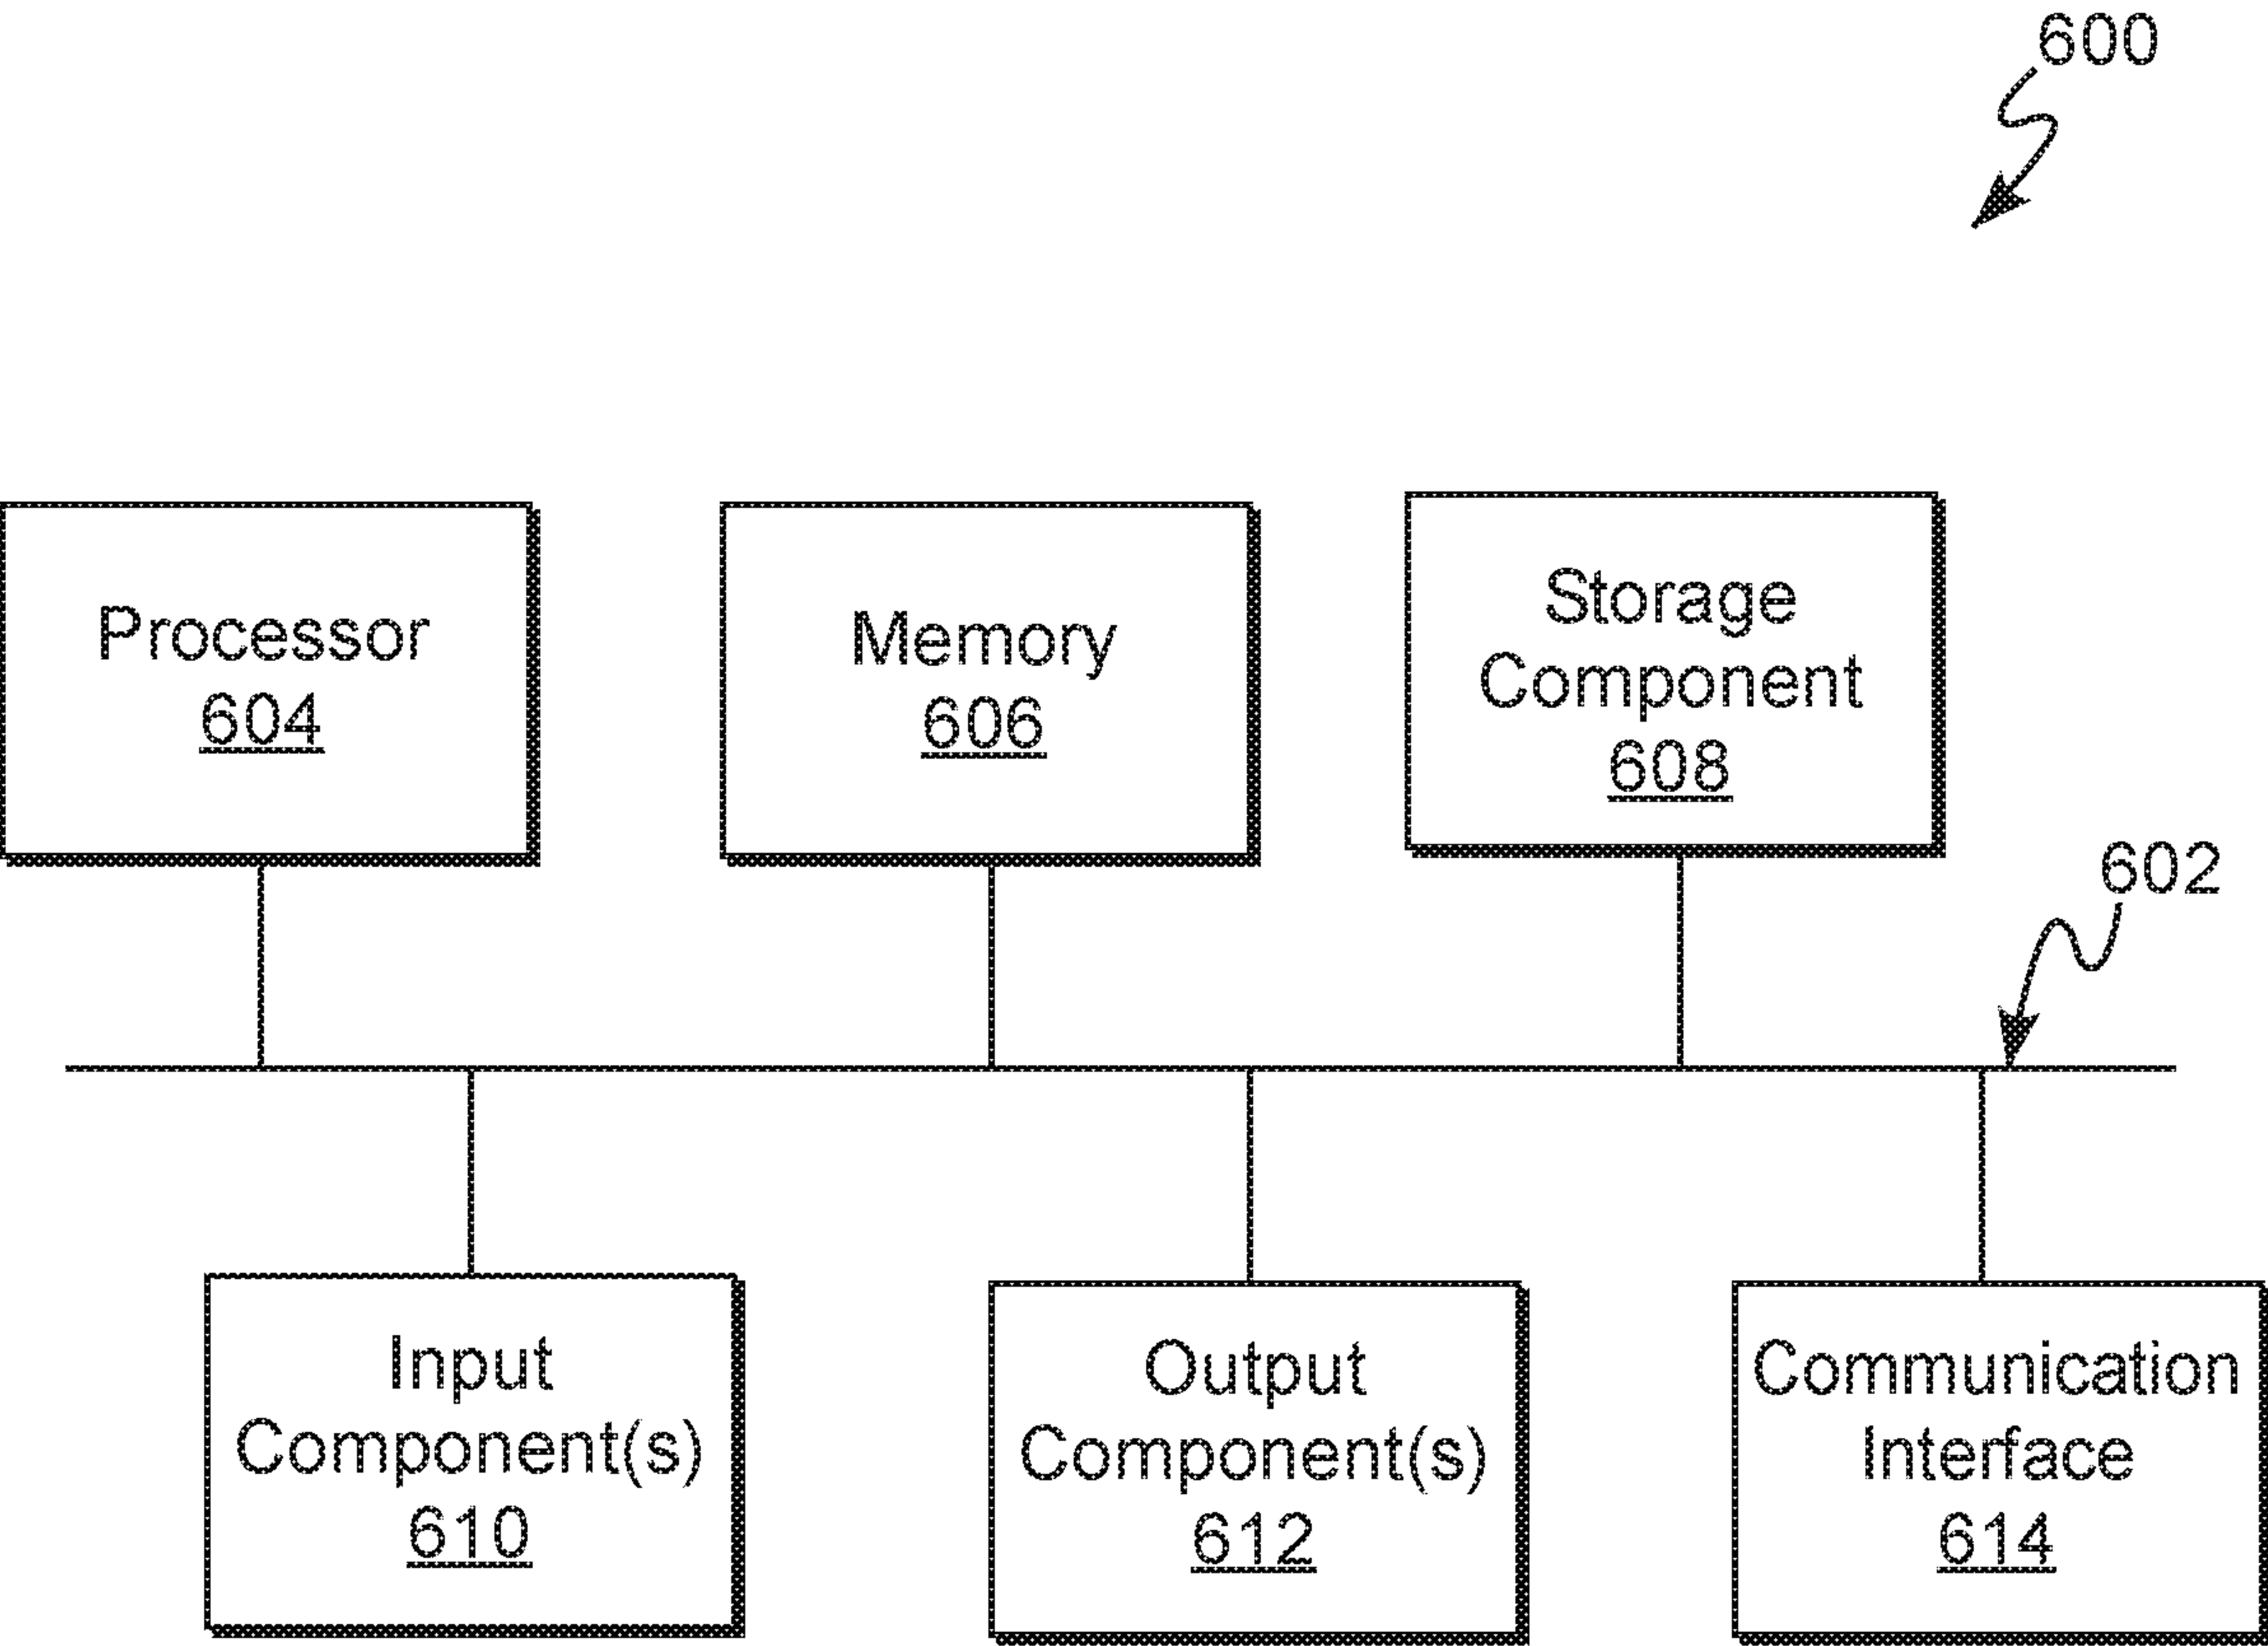 600
Processor
604
Memory
606
Storage
Component
608
602
Input
Component(s)
610
Output
Component(s)
612
Communication
Interface
614